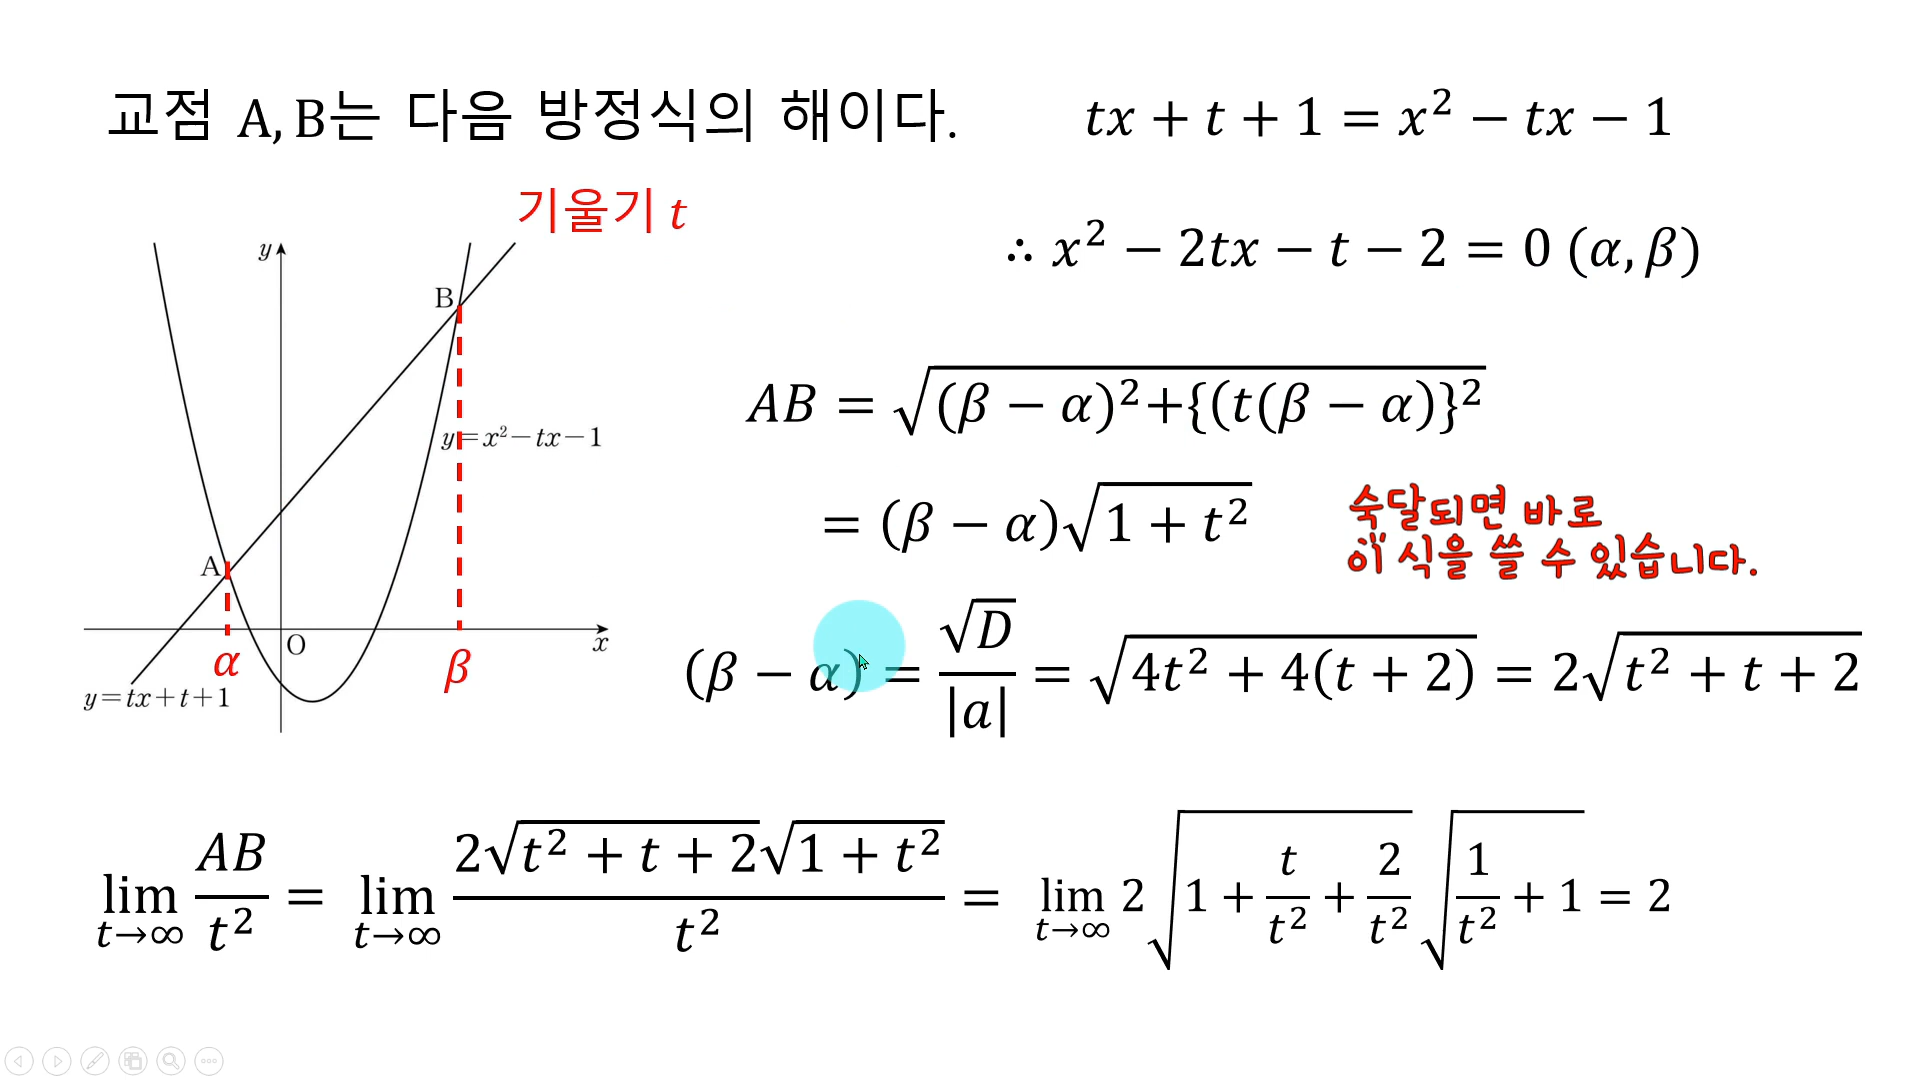 교점 A, B는 다음 방정식의 해이다. tx + t + 1 = x² − tx − 1
기울기 t
∴ x² − 2tx − t − 2 = 0 (α, β)
y
B
AB = √((β − α)²+{(t(β − α)}²)
y=x²−tx−1
= (β − α)√(1 + t²)
숙달되면 바로
이 식을 쓸 수 있습니다.
A
O
x
α
β
y=tx+t+1
(β − α) = √D/|a| = √(4t² + 4(t + 2)) = 2√(t² + t + 2)
lim t→∞ AB/t² = lim t→∞ 2√(t² + t + 2)√(1 + t²)/t² = lim t→∞ 2√(1 + t/t² + 2/t²)√(1/t² + 1) = 2